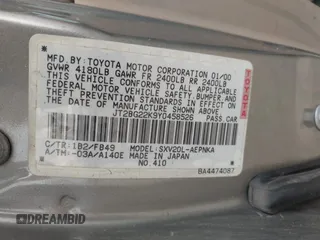 MFD BY: TOYOTA MOTOR CORPORATION 01/00
GVWR 4180LB GAWR FR 2400LB RR 2400LB
THIS VEHICLE CONFORMS TO ALL APPLICABLE
FEDERAL MOTOR VEHICLE SAFETY, BUMPER,
AND THEFT PREVENTION STANDARDS IN EFFECT
ON THE DATE OF MANUFACTURE SHOWN ABOVE.
JT2BG22K9Y0458526 PASS. CAR
C/TR:1B2/FB49 MODEL:SXV20L-AEPNKA
A/TM:-03A/A140E MADE IN JAPAN
NO.410
BA4474087
TOYOTA
DREAMBID